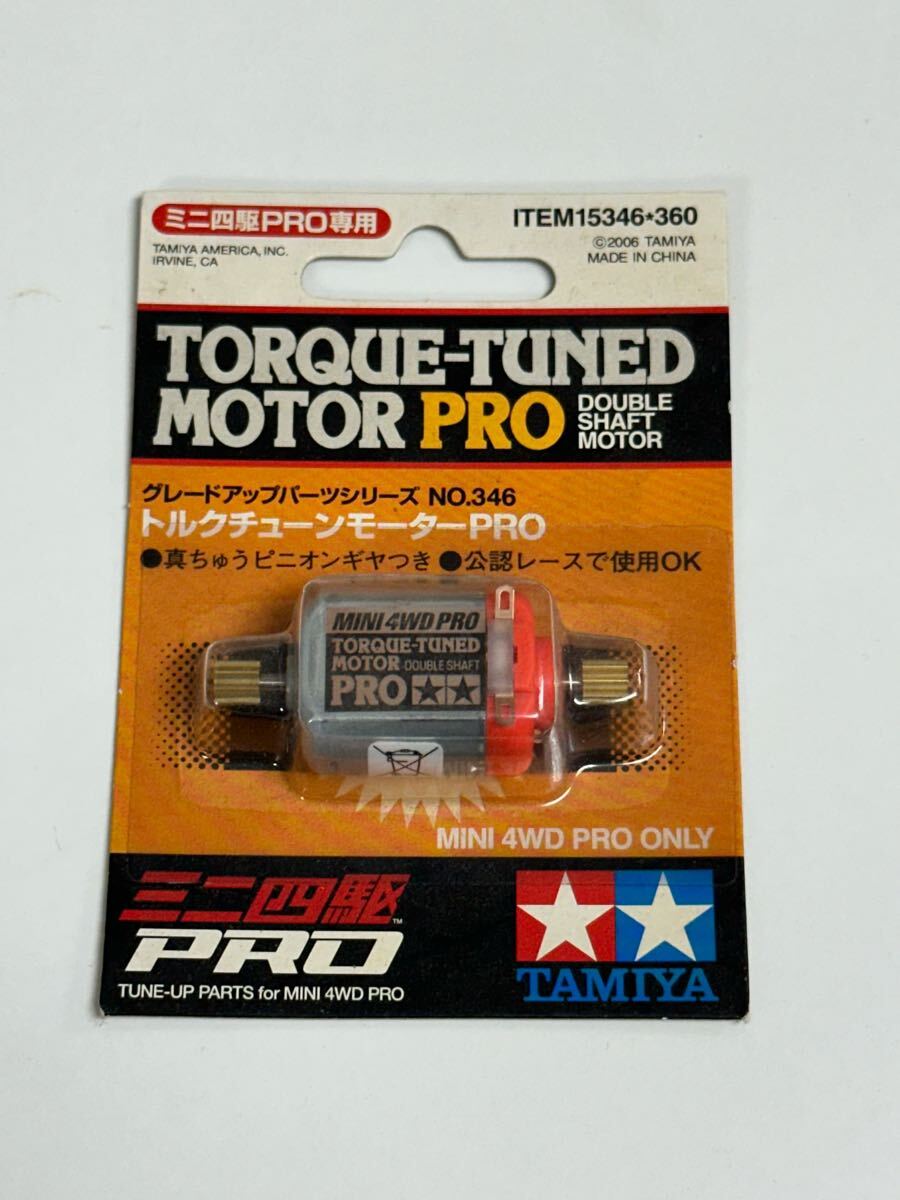 ミニ四駆PRO専用
TAMIYA AMERICA, INC.
IRVINE, CA
ITEM15346*360
©2006 TAMIYA
MADE IN CHINA
TORQUE-TUNED
MOTOR PRO
DOUBLE
SHAFT
MOTOR
グレードアップパーツシリーズ NO.346
トルクチューンモーターPRO
●真ちゅうピニオンギヤつき ●公認レースで使用OK
MINI 4WD PRO
TORQUE-TUNED
MOTOR DOUBLE SHAFT
PRO
MINI 4WD PRO ONLY
ミニ四駆™
PRO
TUNE-UP PARTS for MINI 4WD PRO
TAMIYA